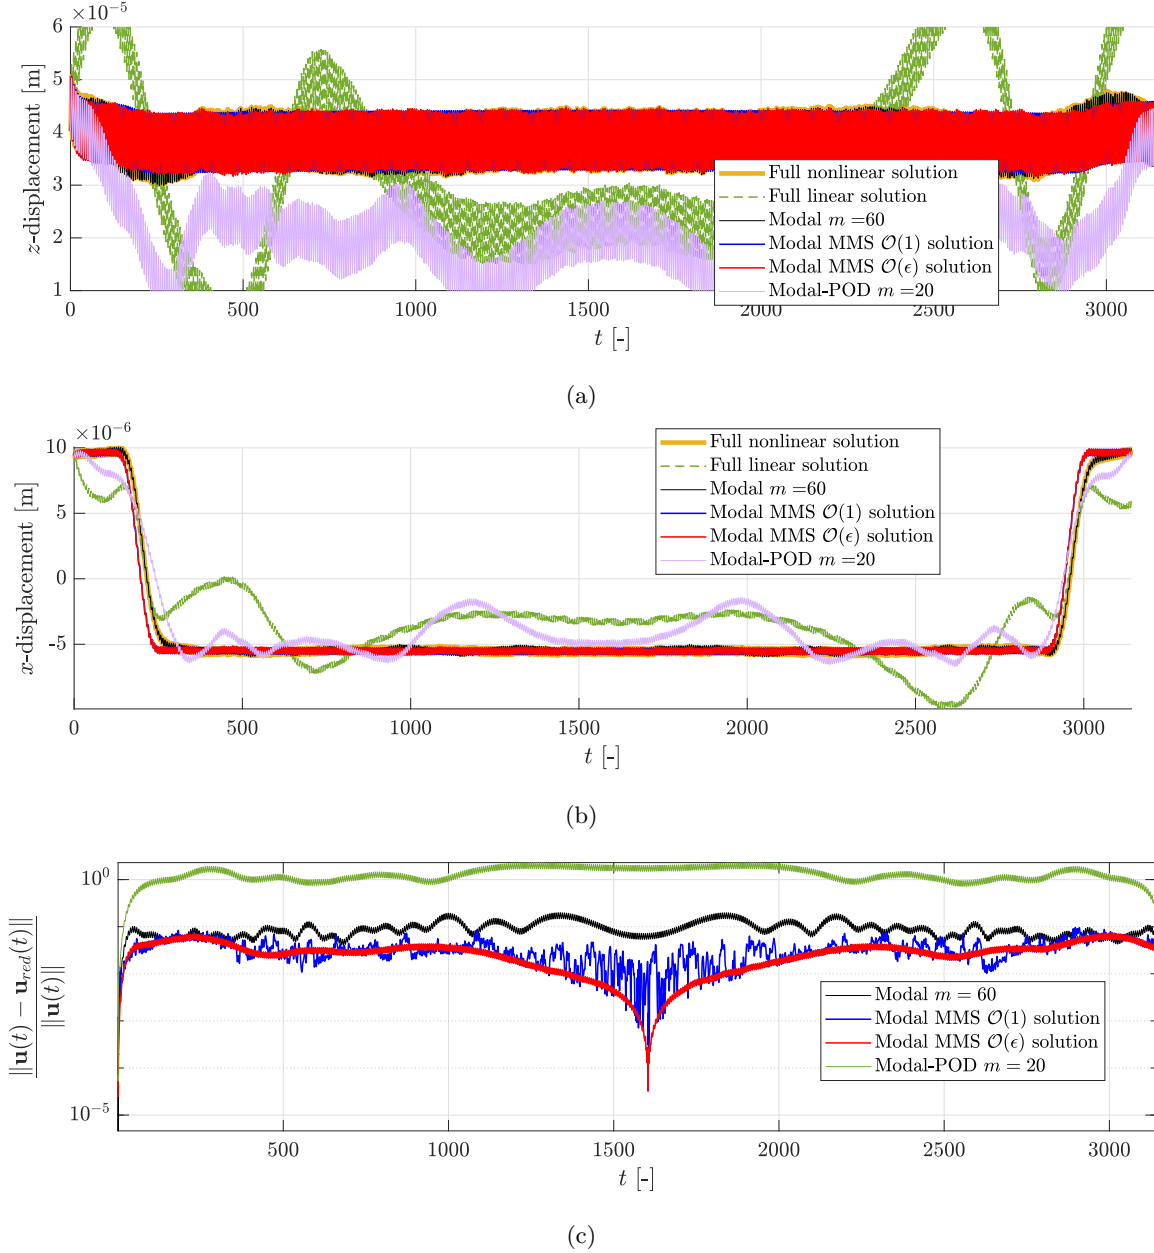 ×10⁻⁵
6
5
4
3
2
1
z-displacement [m]
Full nonlinear solution
Full linear solution
Modal m =60
Modal MMS 𝒪(1) solution
Modal MMS 𝒪(ϵ) solution
Modal-POD m =20
0 500 1000 1500 2000 2500 3000
t [-]
(a)
×10⁻⁶
10
5
0
-5
x-displacement [m]
Full nonlinear solution
Full linear solution
Modal m =60
Modal MMS 𝒪(1) solution
Modal MMS 𝒪(ϵ) solution
Modal-POD m =20
0 500 1000 1500 2000 2500 3000
t [-]
(b)
10⁰
10⁻⁵
||u(t) − u_red(t)||
||u(t)||
Modal m = 60
Modal MMS 𝒪(1) solution
Modal MMS 𝒪(ϵ) solution
Modal-POD m = 20
500 1000 1500 2000 2500 3000
t [-]
(c)